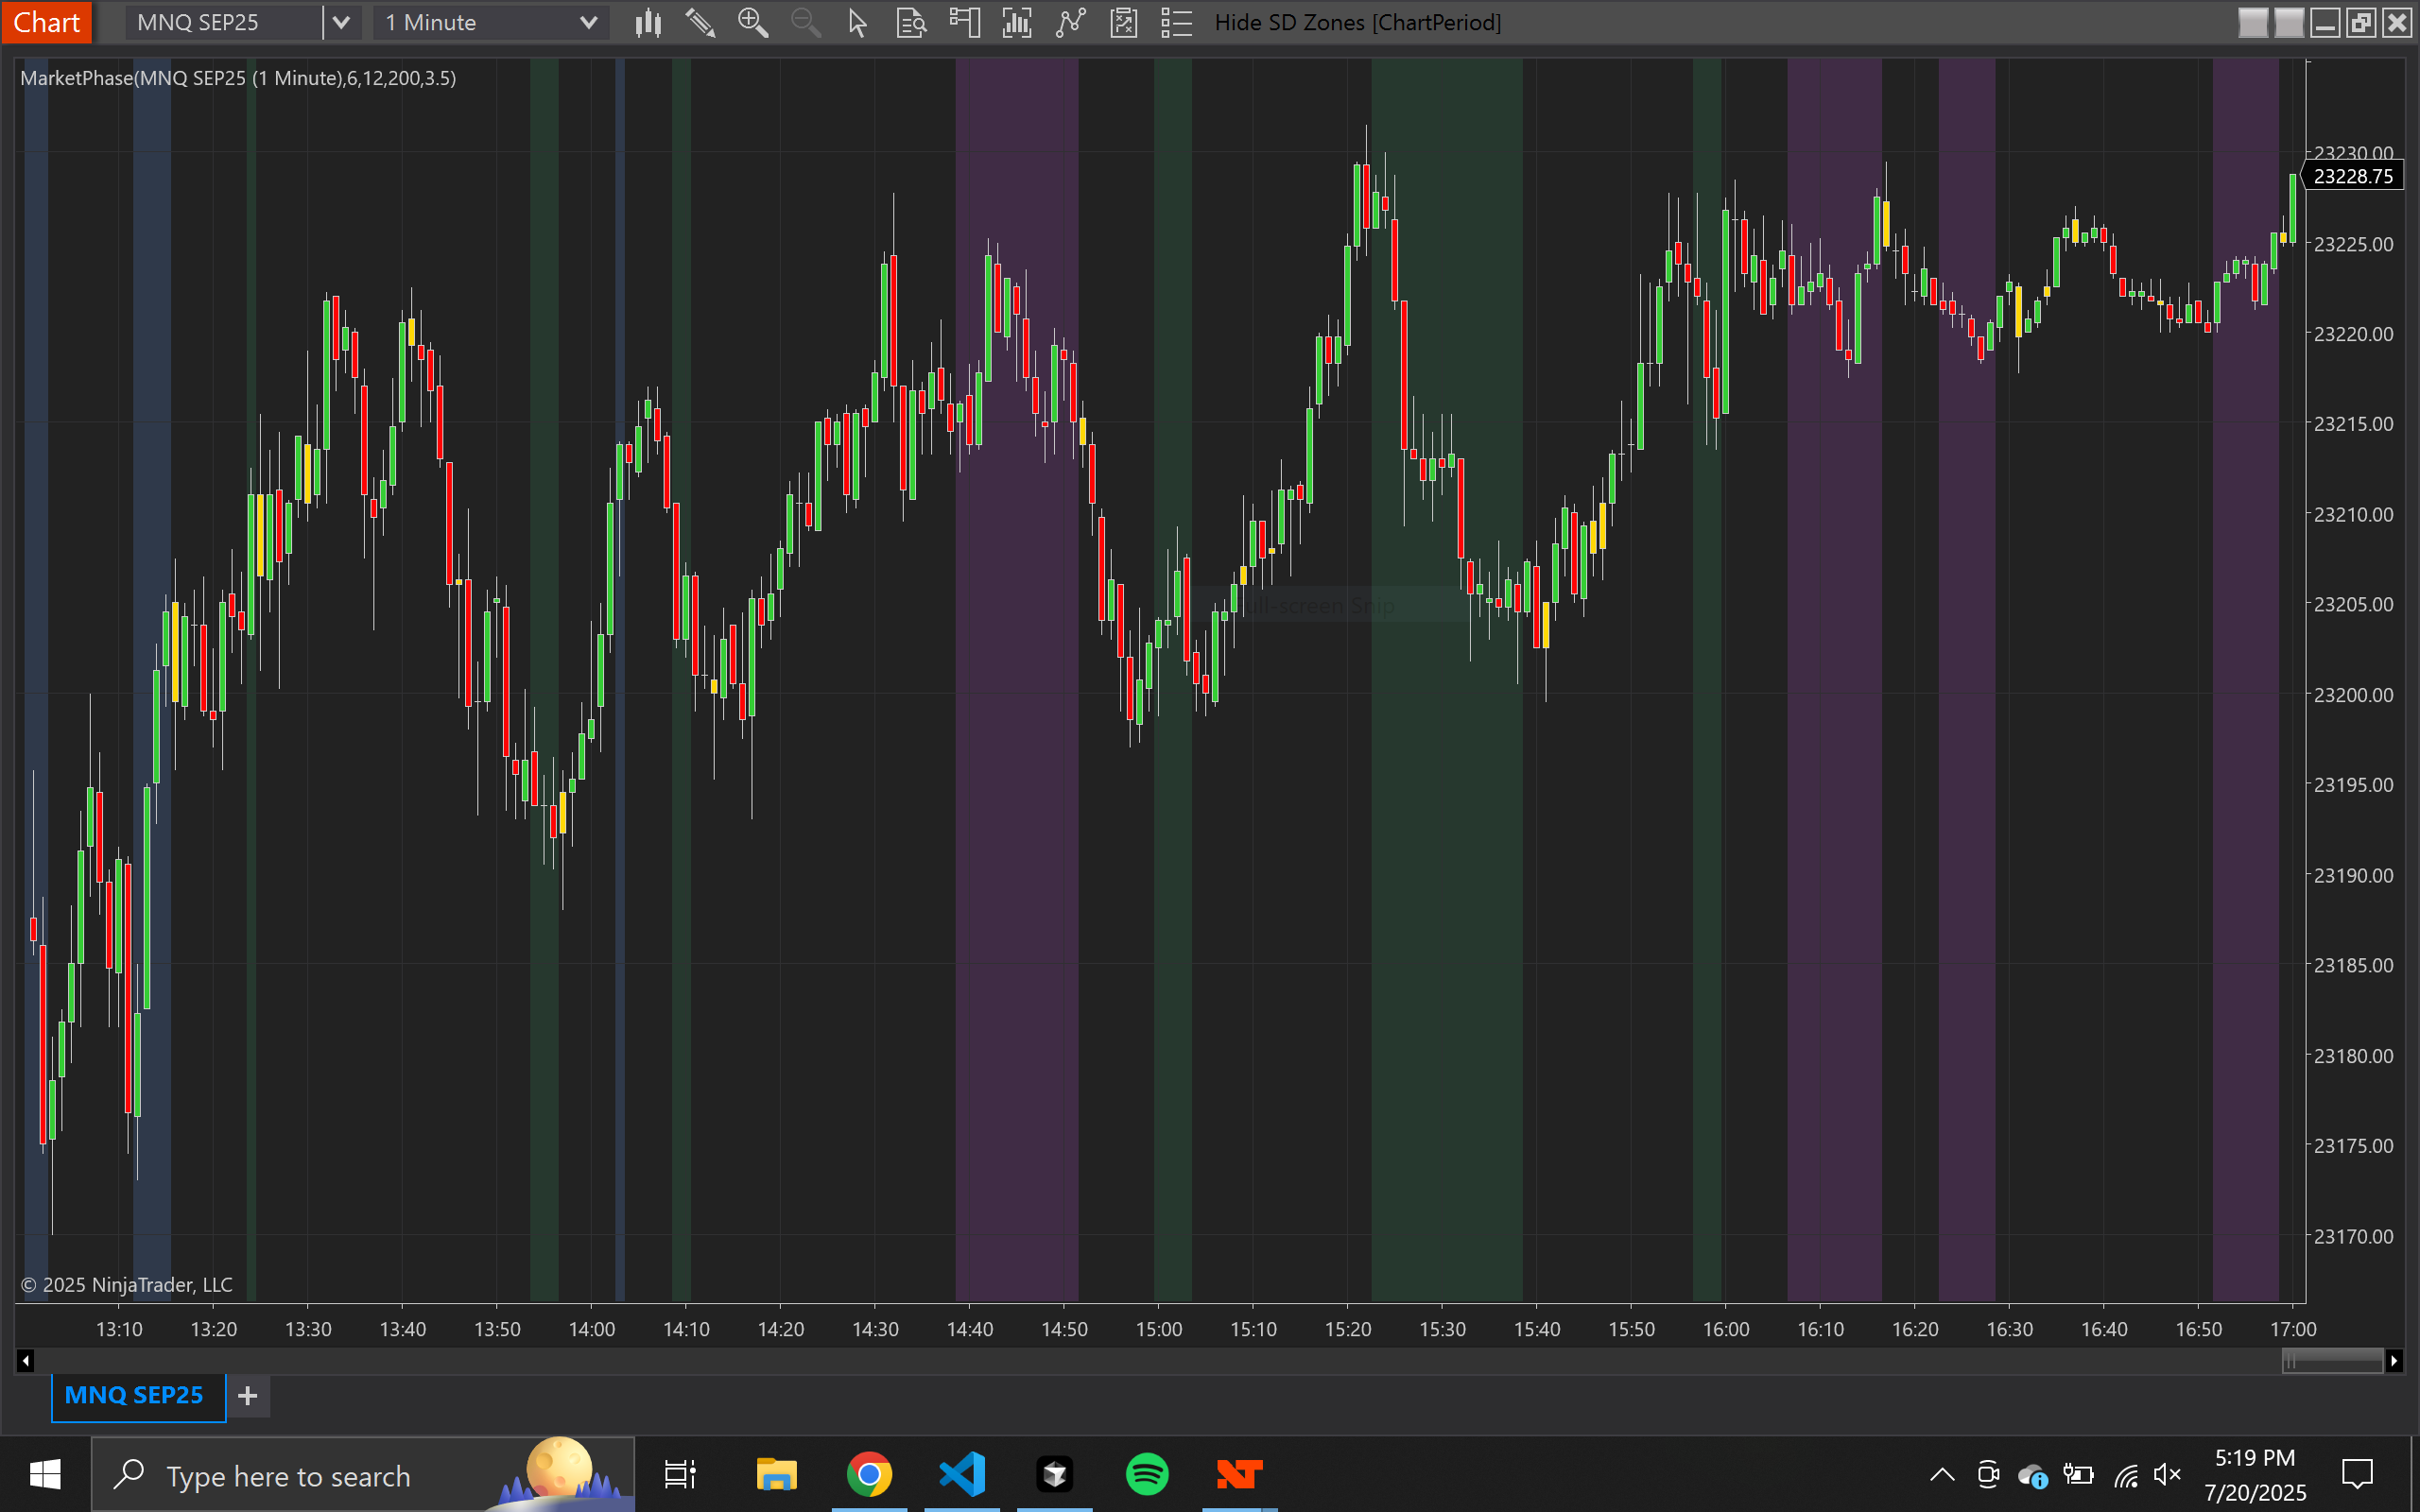 Chart
MNQ SEP25
1 Minute
Hide SD Zones [ChartPeriod]
MarketPhase(MNQ SEP25 (1 Minute),6,12,200,3.5)
23230.00
23228.75
23225.00
23220.00
23215.00
23210.00
23205.00
23200.00
23195.00
23190.00
23185.00
23180.00
23175.00
23170.00
Full-screen Snip
© 2025 NinjaTrader, LLC
13:10 13:20 13:30 13:40 13:50 14:00 14:10 14:20 14:30 14:40 14:50 15:00 15:10 15:20 15:30 15:40 15:50 16:00 16:10 16:20 16:30 16:40 16:50 17:00
MNQ SEP25 +
Type here to search
5:19 PM
7/20/2025